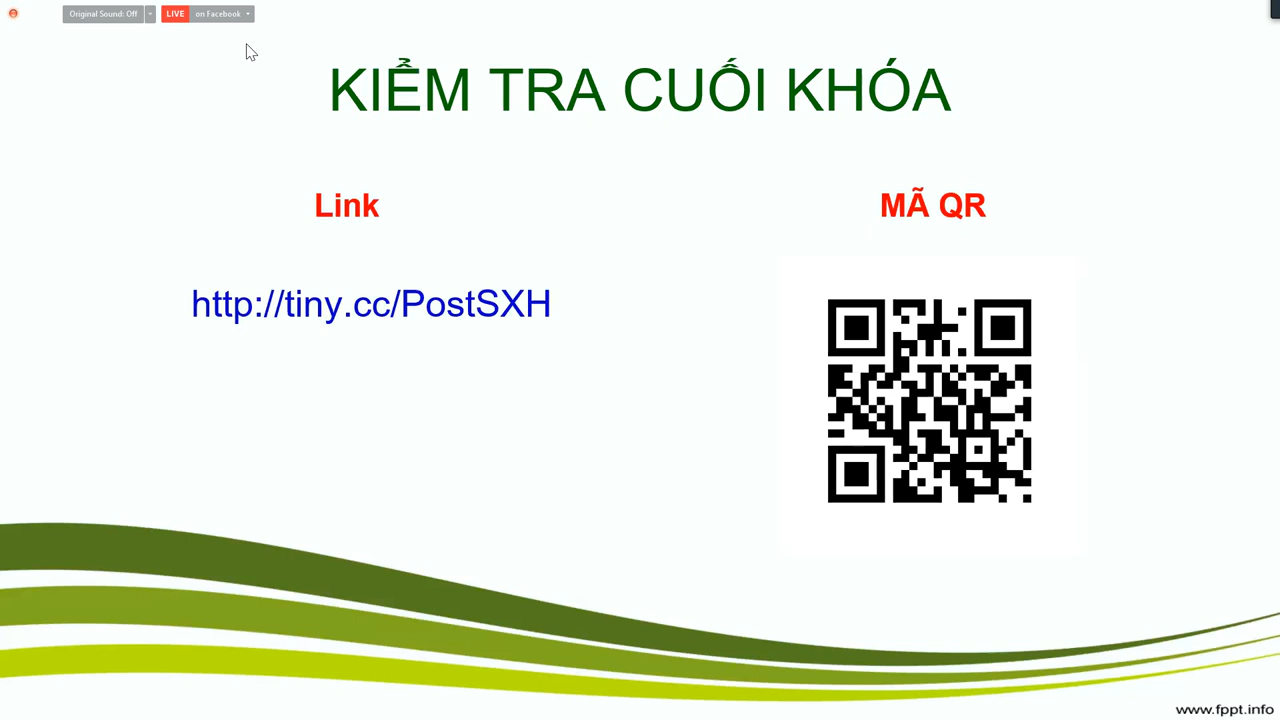 Original Sound: Off
LIVE on Facebook
KIỂM TRA CUỐI KHÓA
Link
MÃ QR
http://tiny.cc/PostSXH
www.fppt.info